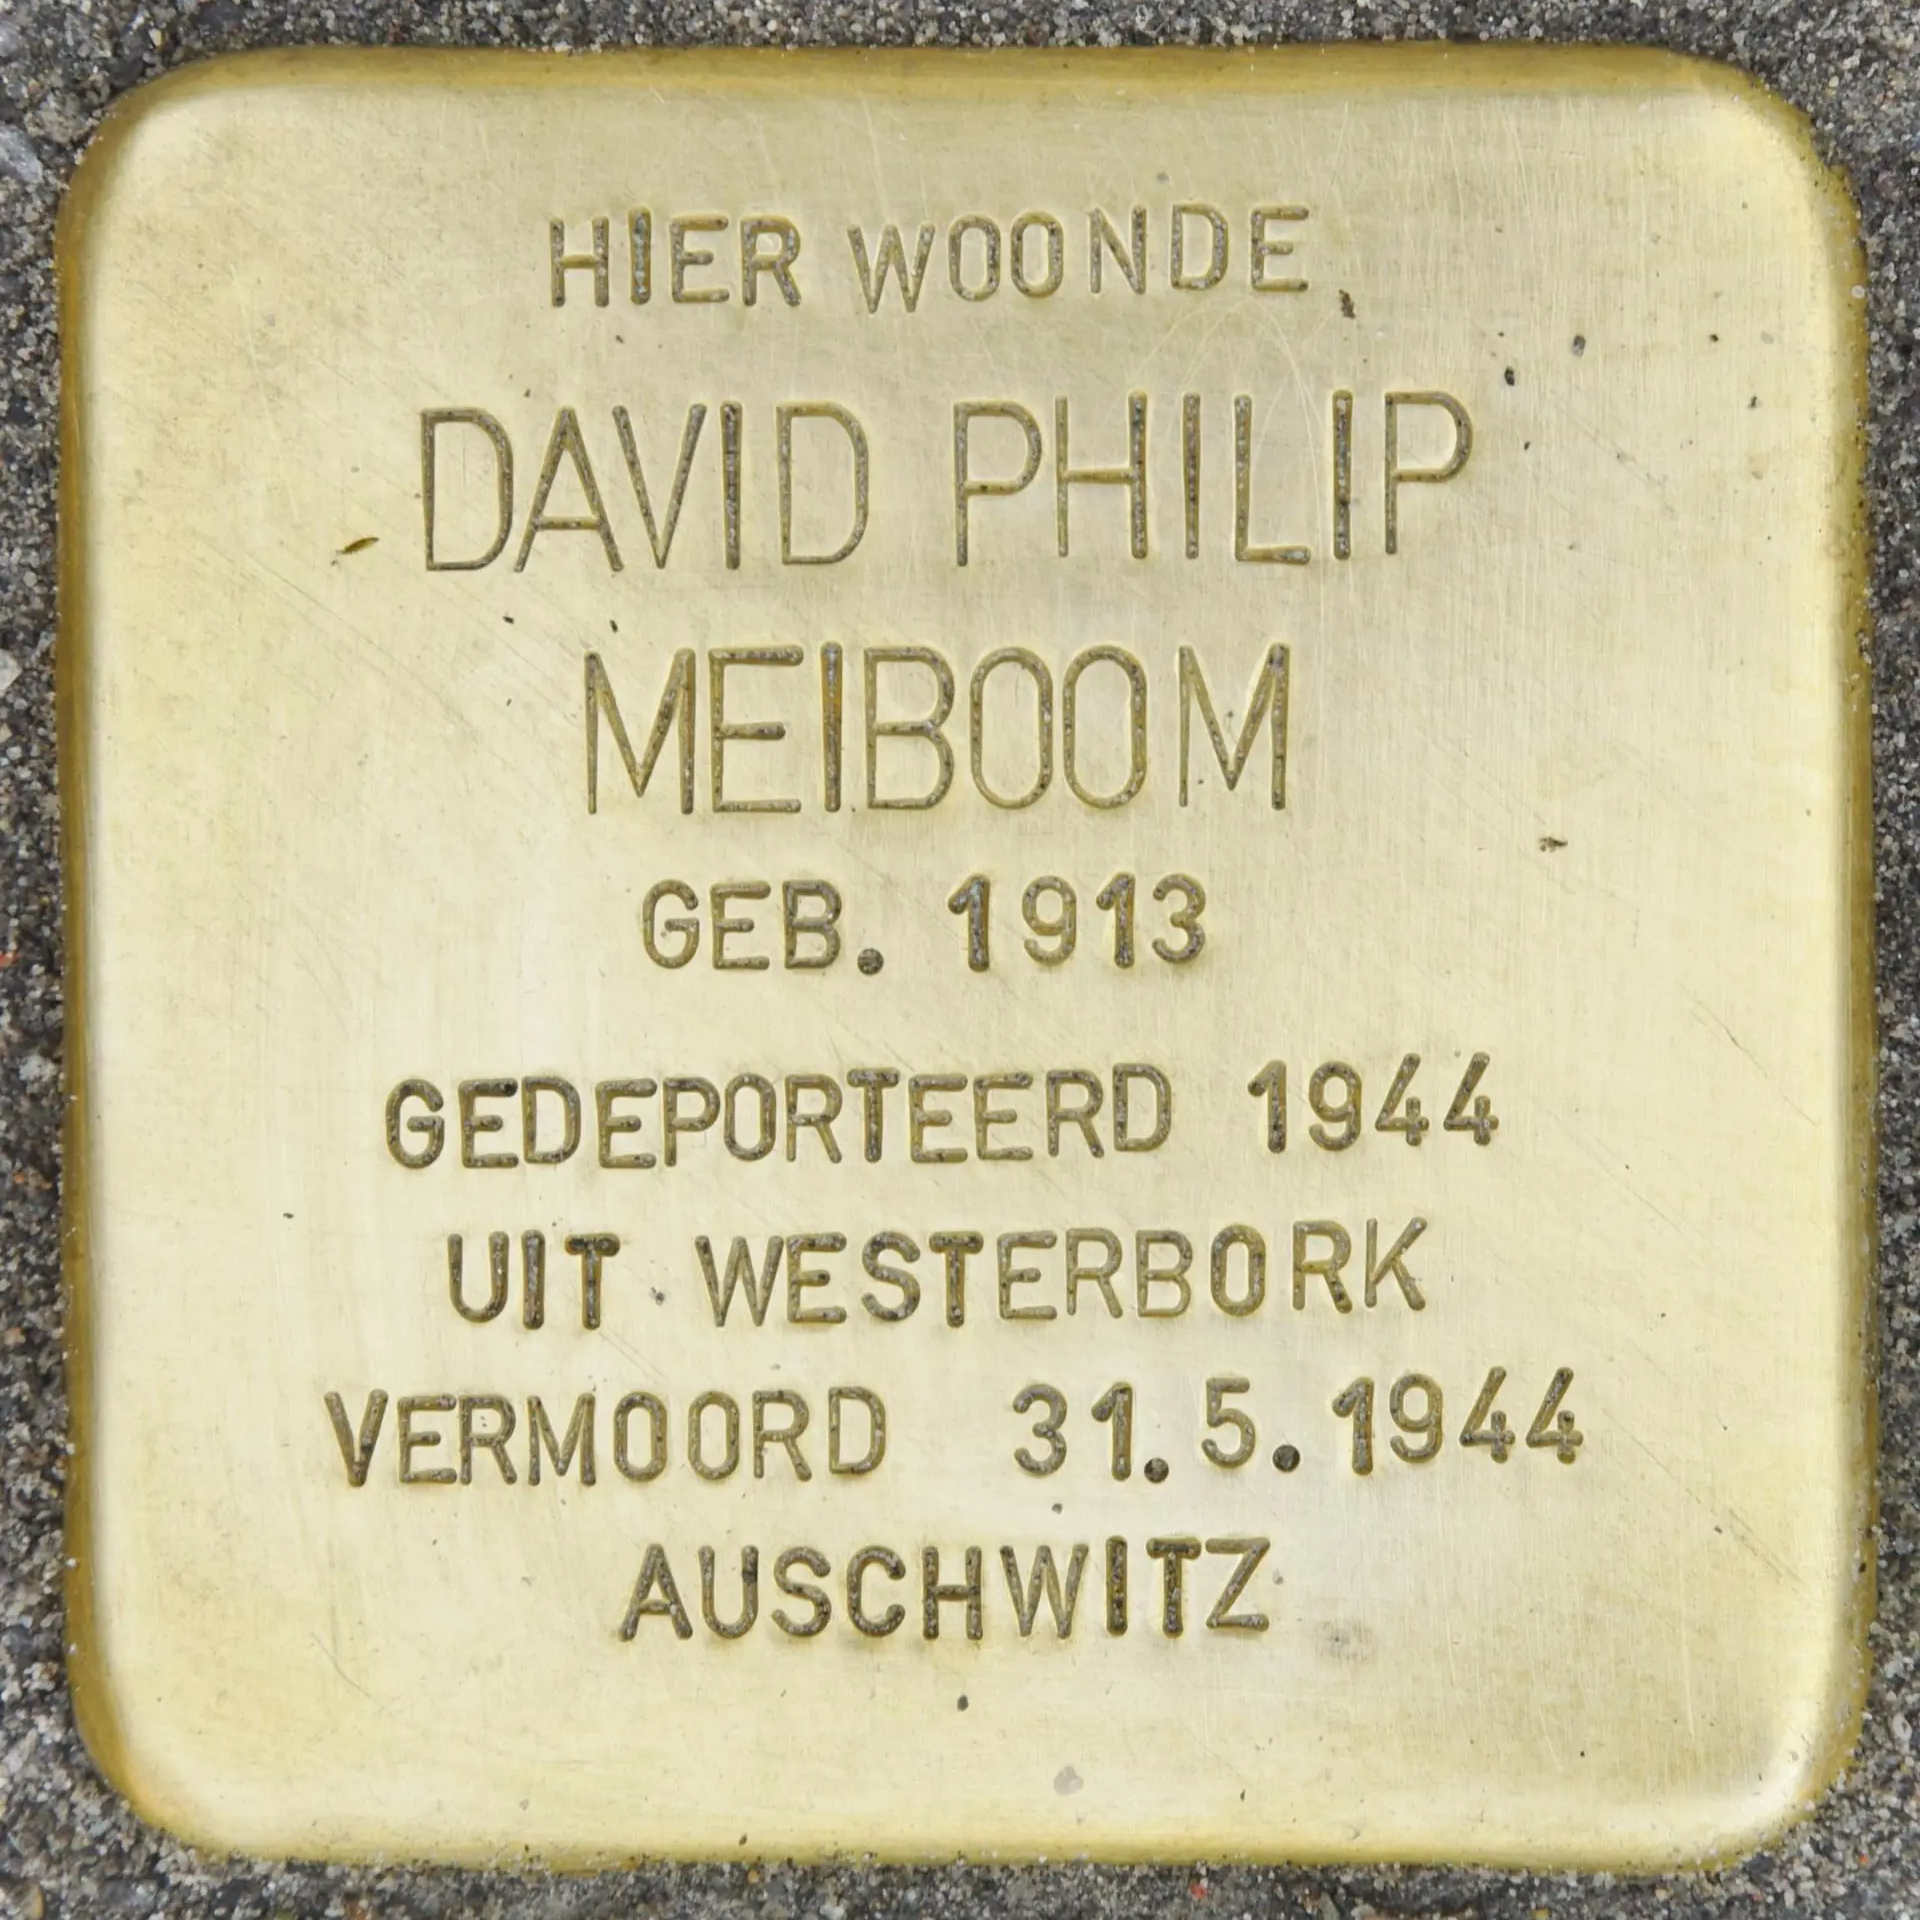 HIER WOONDE
DAVID PHILIP
MEIBOOM
GEB. 1913
GEDEPORTEERD 1944
UIT WESTERBORK
VERMOORD 31.5.1944
AUSCHWITZ